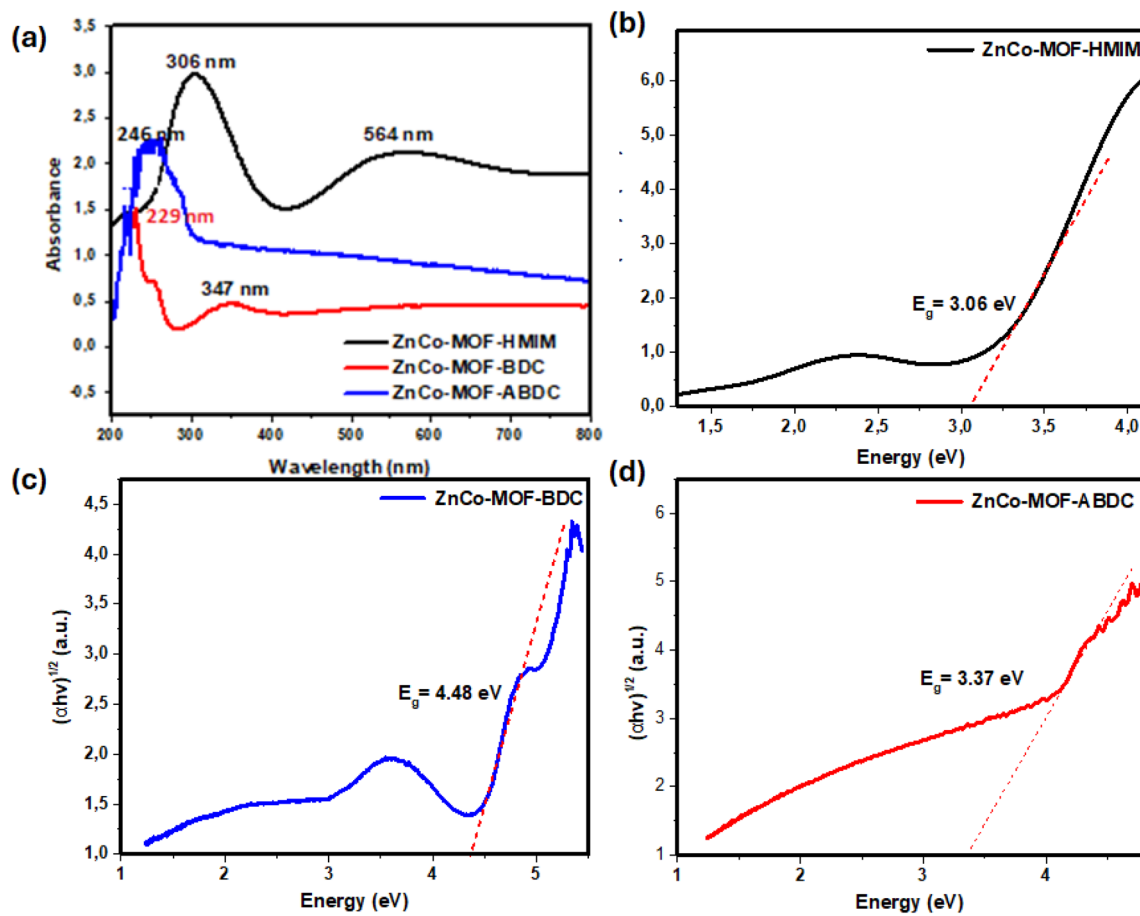 (a)
3,5
3,0
2,5
2,0
1,5
1,0
0,5
0,0
0,5
Absorbance
306 nm
246 nm
564 nm
229 nm
347 nm
ZnCo-MOF-HMIM
ZnCo-MOF-BDC
ZnCo-MOF-ABDC
200 300 400 500 600 700 800
Wavelength (nm)
(b)
ZnCo-MOF-HMIM
6,0
5,0
4,0
3,0
2,0
1,0
0,0
Eg= 3.06 eV
1,5 2,0 2,5 3,0 3,5 4,0
Energy (eV)
(c)
ZnCo-MOF-BDC
4,5
4,0
3,5
3,0
2,5
2,0
1,5
1,0
(αhν)1/2 (a.u.)
Eg= 4.48 eV
1 2 3 4 5
Energy (eV)
(d)
ZnCo-MOF-ABDC
6
5
4
3
2
1
(αhν)1/2 (a.u.)
Eg= 3.37 eV
1 2 3 4
Energy (eV)